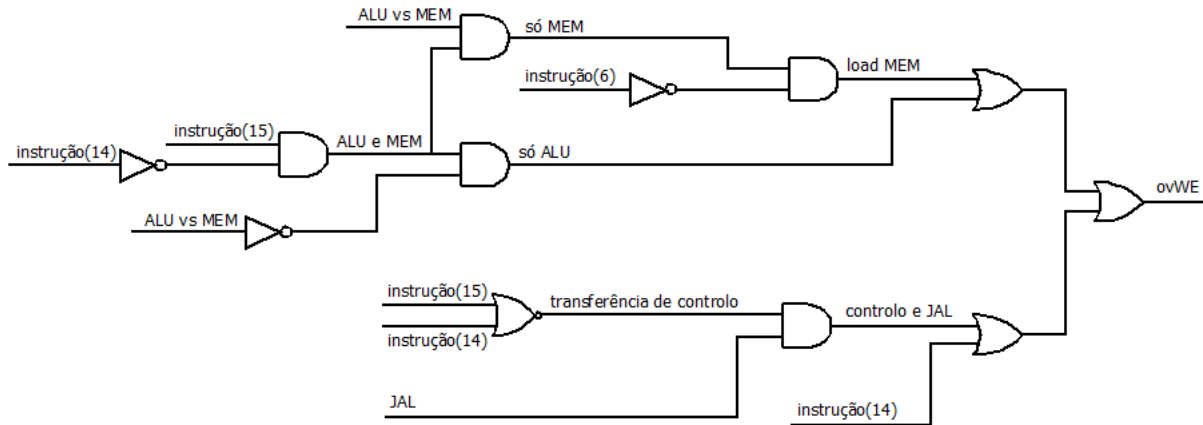 ALU vs MEM
só MEM
instrução(6)
load MEM
instrução(15)
instrução(14)
ALU e MEM
só ALU
ALU vs MEM
ovWE
instrução(15)
transferência de controlo
instrução(14)
controlo e JAL
JAL
instrução(14)